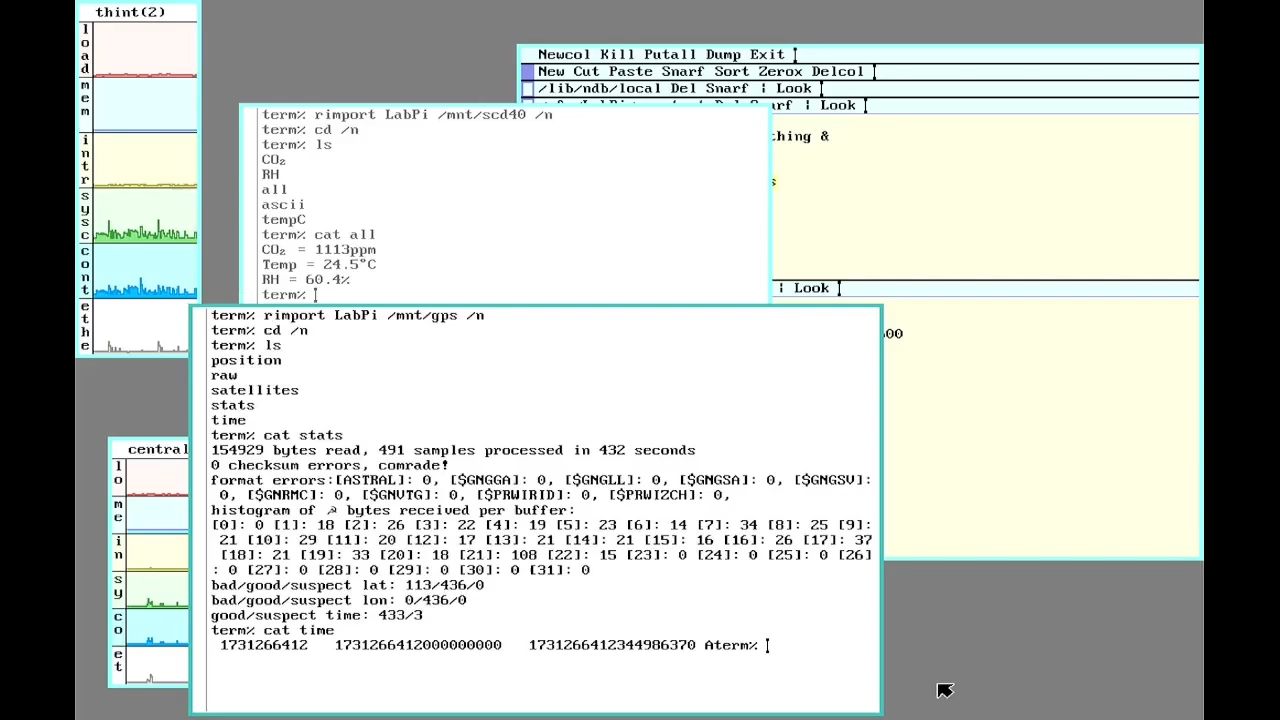 thint(2)
load
mem
intr
sysc
cont
ethe
Newcol Kill Putall Dump Exit
New Cut Paste Snarf Sort Zerox Delcol
/lib/ndb/local Del Snarf | Look
Snarf | Look
thing &
s
| Look
00
term% rimport LabPi /mnt/scd40 /n
term% cd /n
term% ls
CO₂
RH
all
ascii
tempC
term% cat all
CO₂ = 1113ppm
Temp = 24.5°C
RH = 60.4%
term%
central
lo
me
in
sy
co
et
term% rimport LabPi /mnt/gps /n
term% cd /n
term% ls
position
raw
satellites
stats
time
term% cat stats
154929 bytes read, 491 samples processed in 432 seconds
0 checksum errors, comrade!
format errors:[ASTRAL]: 0, [$GNGGA]: 0, [$GNGLL]: 0, [$GNGSA]: 0, [$GNGSV]:
0, [$GNRMC]: 0, [$GNVTG]: 0, [$PRWIRID]: 0, [$PRWIZCH]: 0,
histogram of ☭ bytes received per buffer:
[0]: 0 [1]: 18 [2]: 26 [3]: 22 [4]: 19 [5]: 23 [6]: 14 [7]: 34 [8]: 25 [9]:
21 [10]: 29 [11]: 20 [12]: 17 [13]: 21 [14]: 21 [15]: 16 [16]: 26 [17]: 37
[18]: 21 [19]: 33 [20]: 18 [21]: 108 [22]: 15 [23]: 0 [24]: 0 [25]: 0 [26]
: 0 [27]: 0 [28]: 0 [29]: 0 [30]: 0 [31]: 0
bad/good/suspect lat: 113/436/0
bad/good/suspect lon: 0/436/0
good/suspect time: 433/3
term% cat time
1731266412 1731266412000000000 1731266412344986370 Aterm%